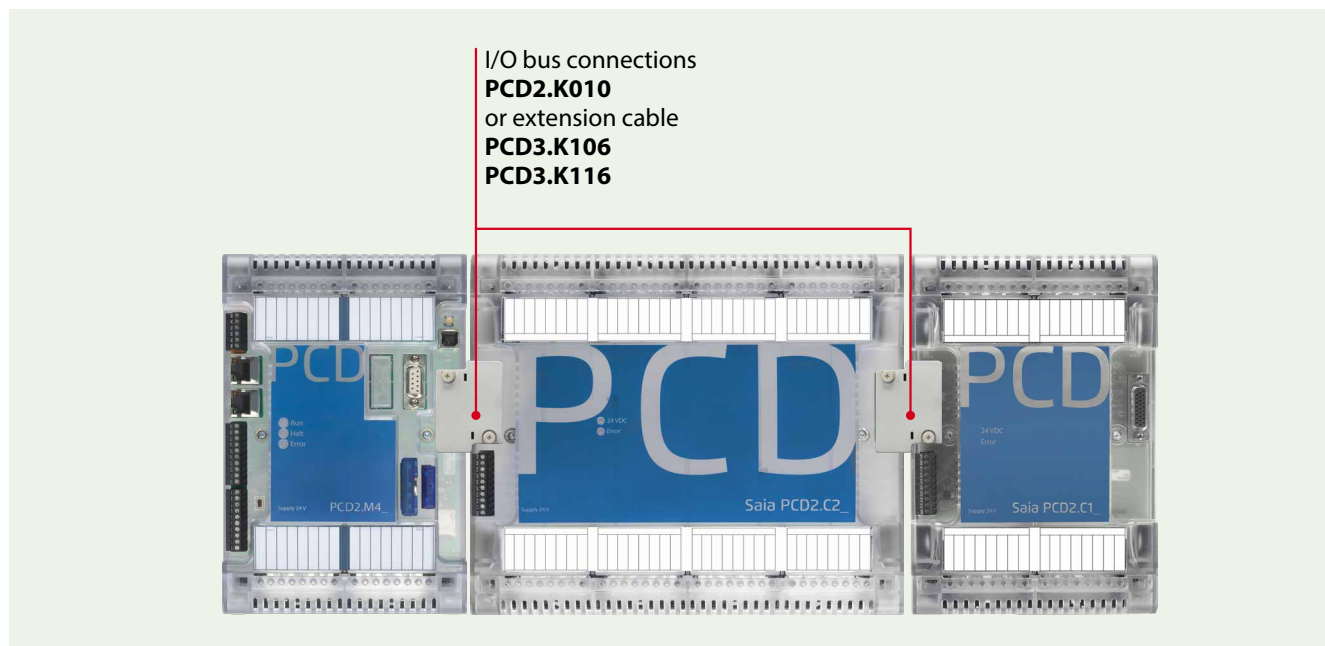 I/O bus connections
PCD2.K010
or extension cable
PCD3.K106
PCD3.K116
PCD
Run
Halt
Error
Supply 24 V
PCD2.M4_
PCD
24 VDC
Error
Supply 24 V
Saia PCD2.C2_
PCD
24 VDC
Error
Supply 24 V
Saia PCD2.C1_